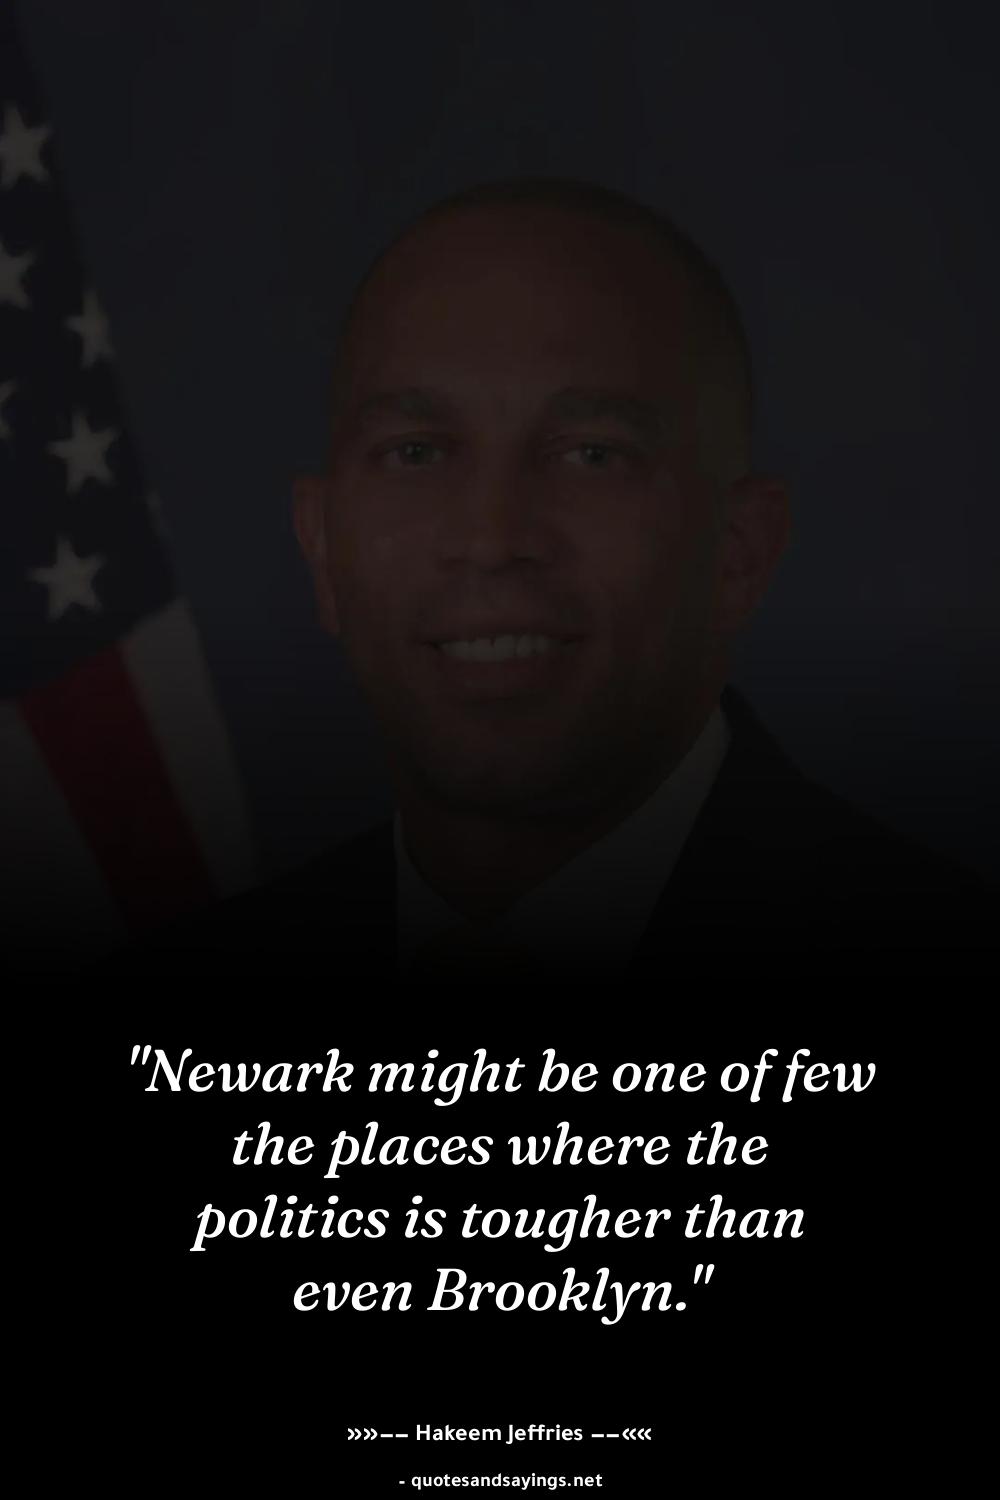 "Newark might be one of few
the places where the
politics is tougher than
even Brooklyn."
»»–– Hakeem Jeffries ––««
- quotesandsayings.net